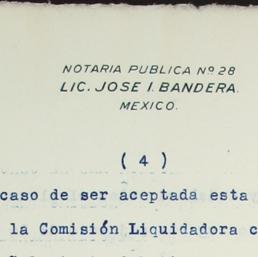 NOTARIA PUBLICA Nº 28
LIC. JOSE I. BANDERA.
MEXICO.
( 4 )
caso de ser aceptada esta
la Comisión Liquidadora